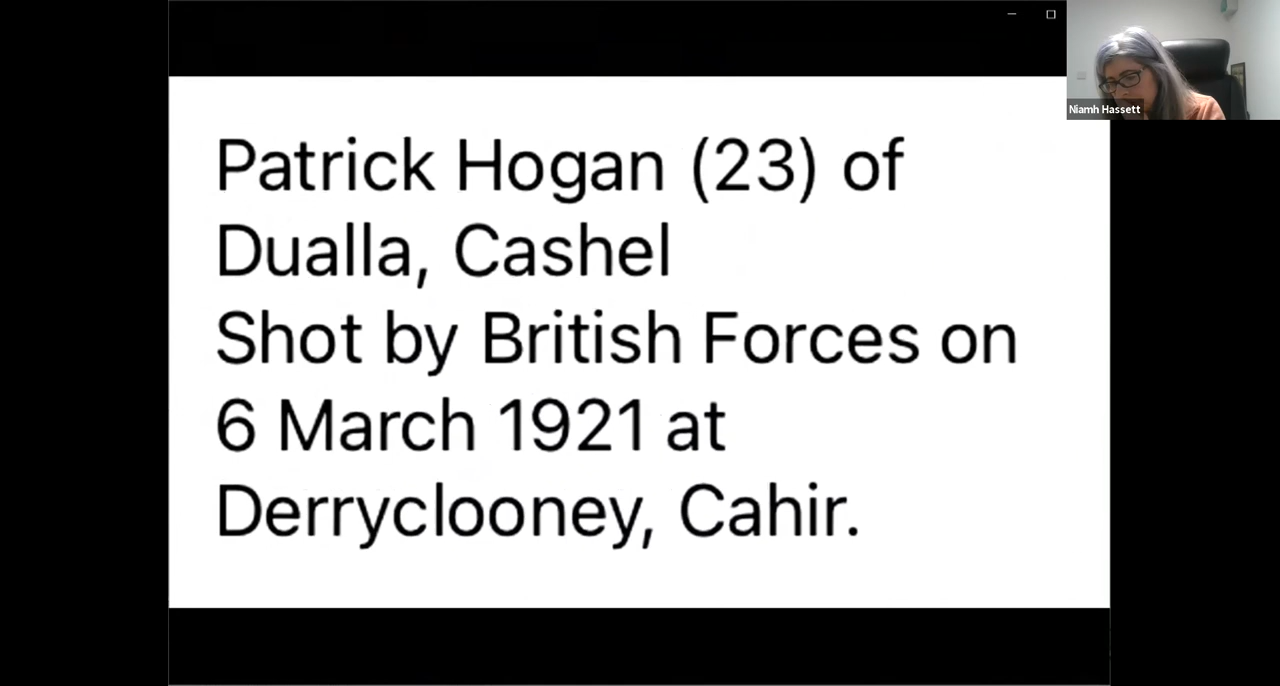 Niamh Hassett
Patrick Hogan (23) of
Dualla, Cashel
Shot by British Forces on
6 March 1921 at
Derryclooney, Cahir.